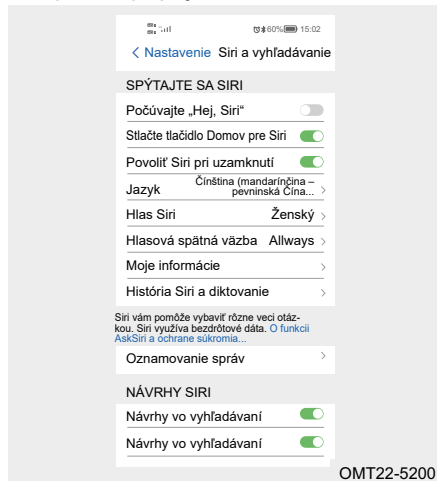 60% 15:02
< Nastavenie Siri a vyhľadávanie
SPÝTAJTE SA SIRI
Počúvajte „Hej, Siri“
Stlačte tlačidlo Domov pre Siri
Povoliť Siri pri uzamknutí
Jazyk Čínština (mandarínčina –
pevninská Čína... >
Hlas Siri Ženský >
Hlasová spätná väzba Allways >
Moje informácie >
História Siri a diktovanie >
Siri vám pomôže vybaviť rôzne veci otáz-
kou. Siri využíva bezdrôtové dáta. O funkcii
AskSiri a ochrane súkromia...
Oznamovanie správ >
NÁVRHY SIRI
Návrhy vo vyhľadávaní
Návrhy vo vyhľadávaní
OMT22-5200